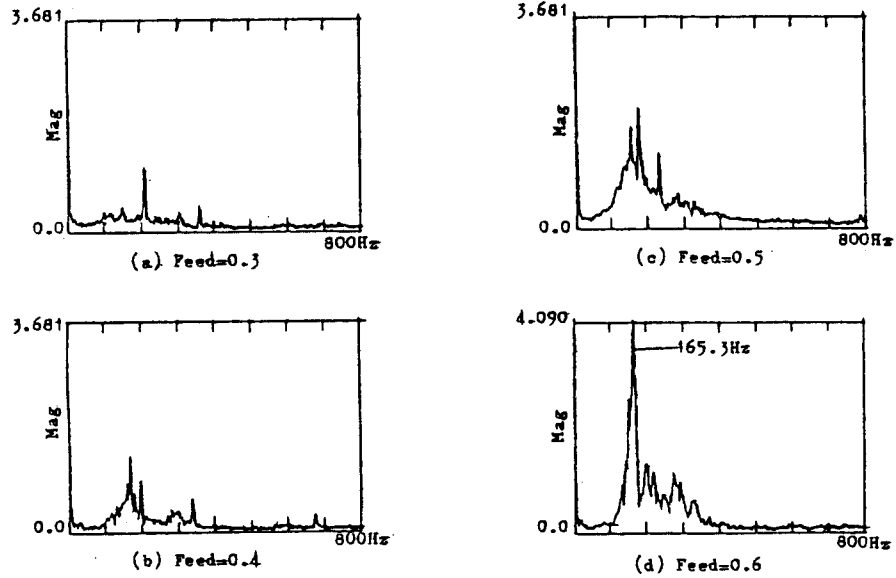 3.681
Mag
0.0
800Hz
(a) Feed=0.3
3.681
Mag
0.0
800Hz
(c) Feed=0.5
3.681
Mag
0.0
800Hz
(b) Feed=0.4
4.090
Mag
165.3Hz
0.0
800Hz
(d) Feed=0.6